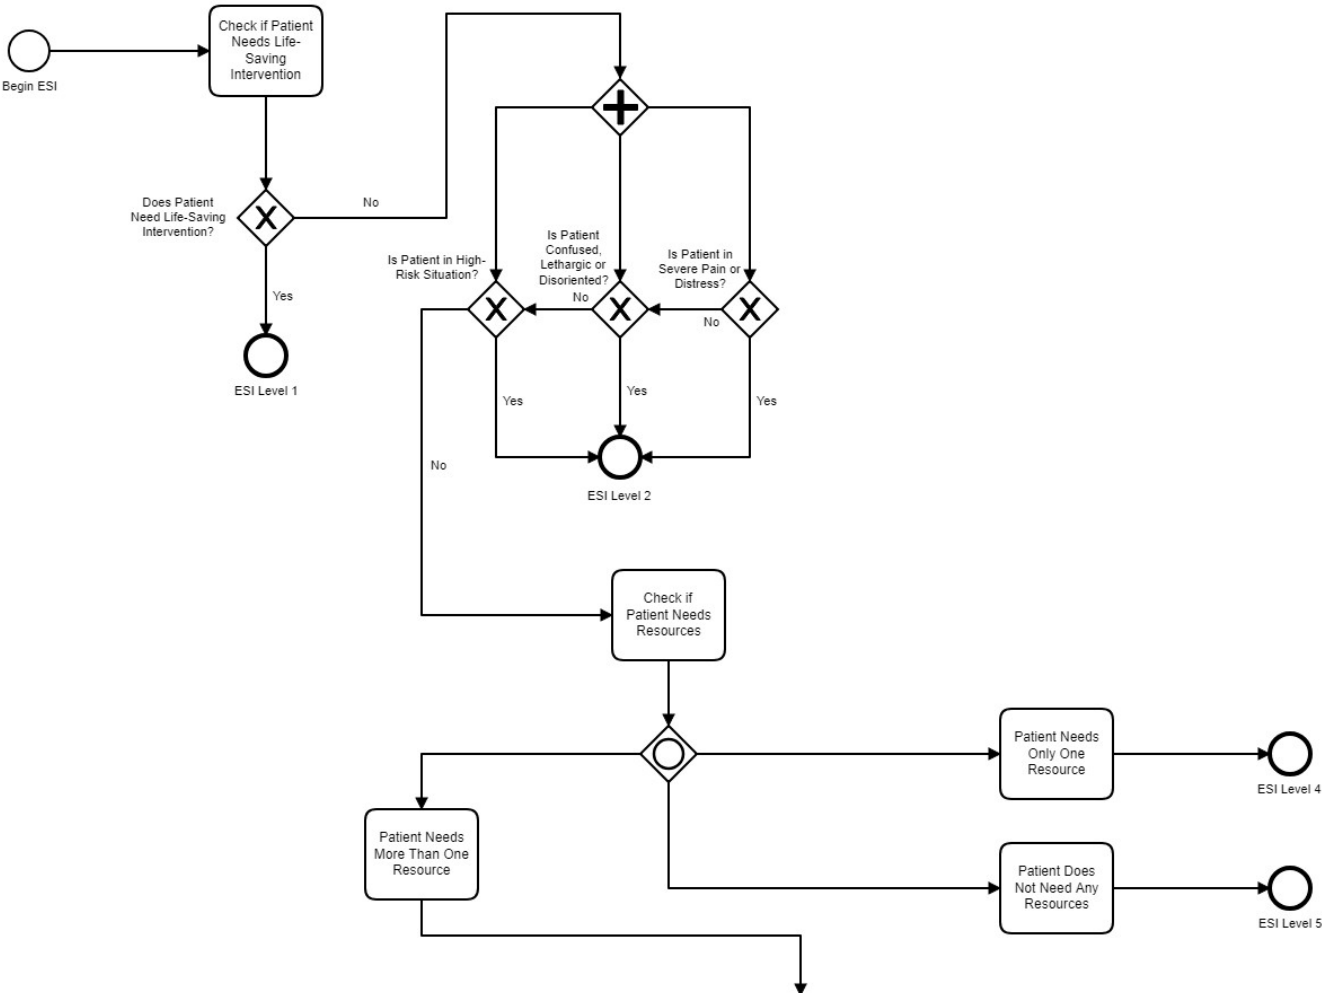 Check if Patient
Needs Life-
Saving
Intervention
Begin ESI
Does Patient
Need Life-Saving
Intervention?
No
Yes
ESI Level 1
Is Patient in High-
Risk Situation?
Is Patient
Confused,
Lethargic or
Disoriented?
Is Patient in
Severe Pain or
Distress?
No
No
Yes
Yes
Yes
No
ESI Level 2
Check if
Patient Needs
Resources
Patient Needs
Only One
Resource
ESI Level 4
Patient Needs
More Than One
Resource
Patient Does
Not Need Any
Resources
ESI Level 5